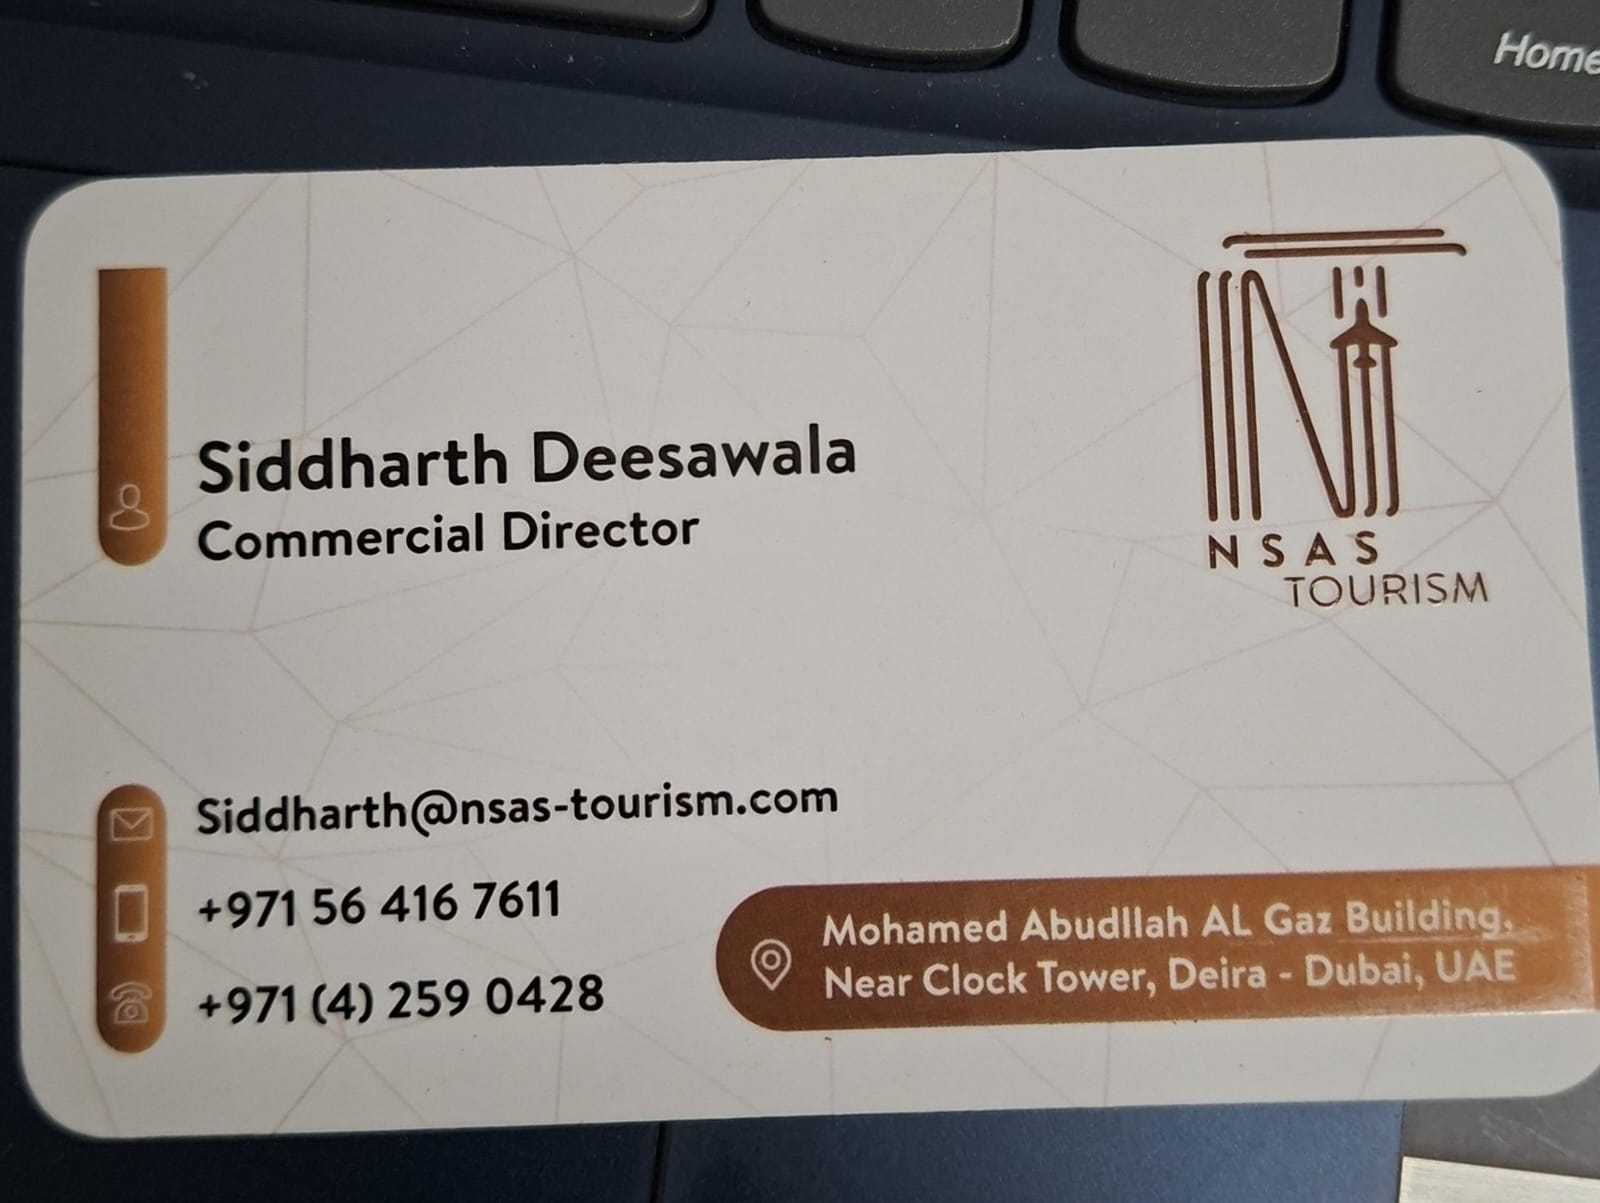 Home
NT
NSAS
TOURISM
Siddharth Deesawala
Commercial Director
Siddharth@nsas-tourism.com
+971 56 416 7611
+971 (4) 259 0428
Mohamed Abudllah AL Gaz Building,
Near Clock Tower, Deira - Dubai, UAE